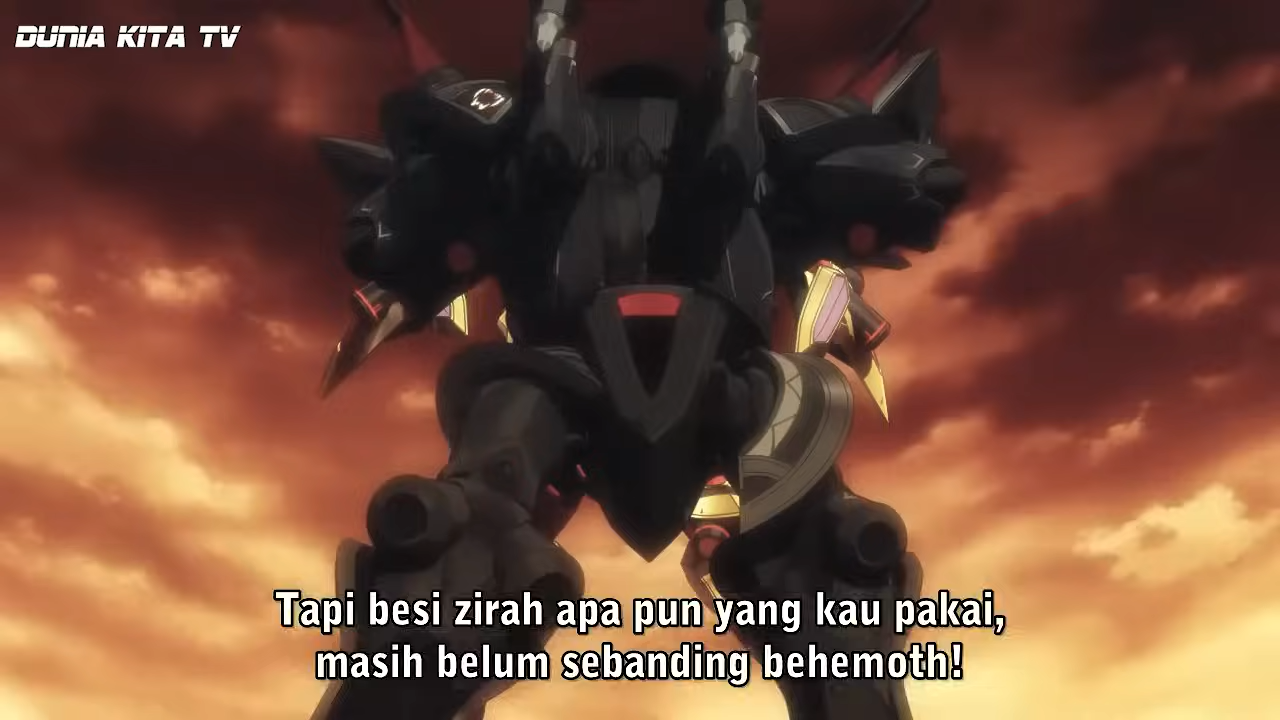 DUNIA KITA TV
Tapi besi zirah apa pun yang kau pakai,
masih belum sebanding behemoth!